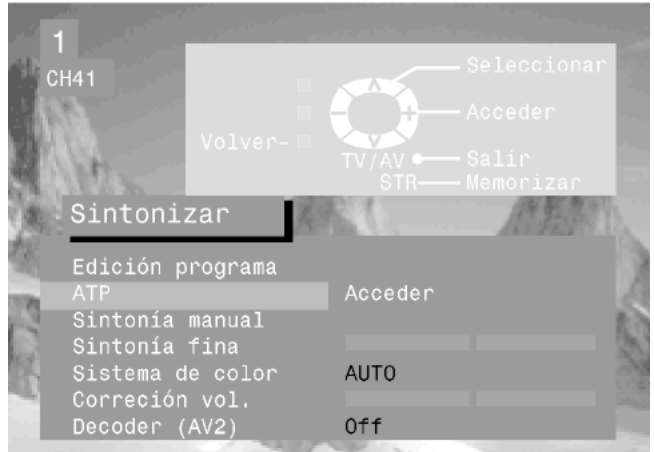 1
CH41
Seleccionar
Acceder
Volver-
TV/AV Salir
STR Memorizar
Sintonizar
Edición programa
ATP Acceder
Sintonía manual
Sintonía fina
Sistema de color AUTO
Correción vol.
Decoder (AV2) Off